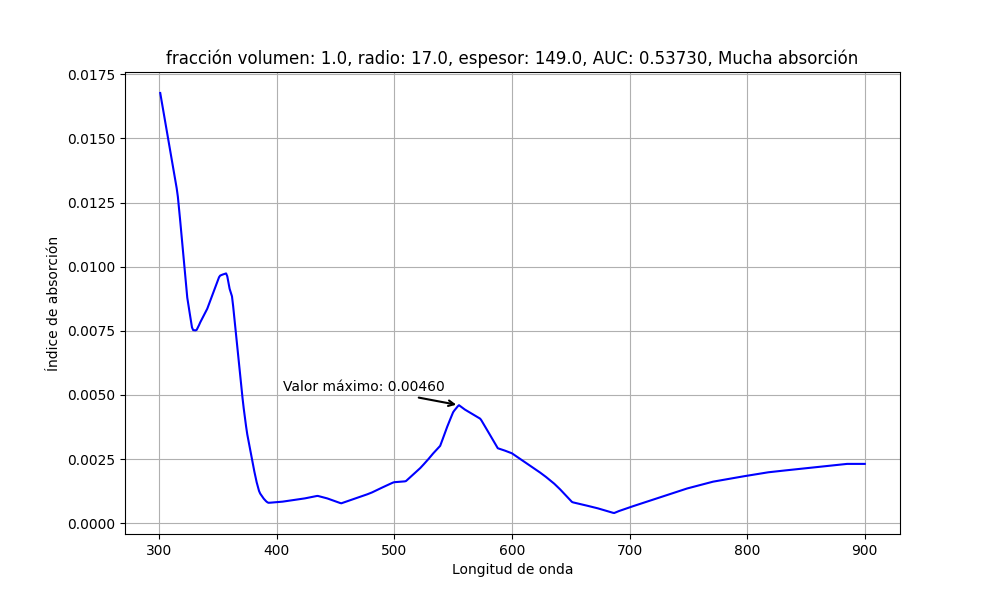 fracción volumen: 1.0, radio: 17.0, espesor: 149.0, AUC: 0.53730, Mucha absorción
0.0175
0.0150
0.0125
0.0100
0.0075
0.0050
0.0025
0.0000
Índice de absorción
Valor máximo: 0.00460
300 400 500 600 700 800 900
Longitud de onda